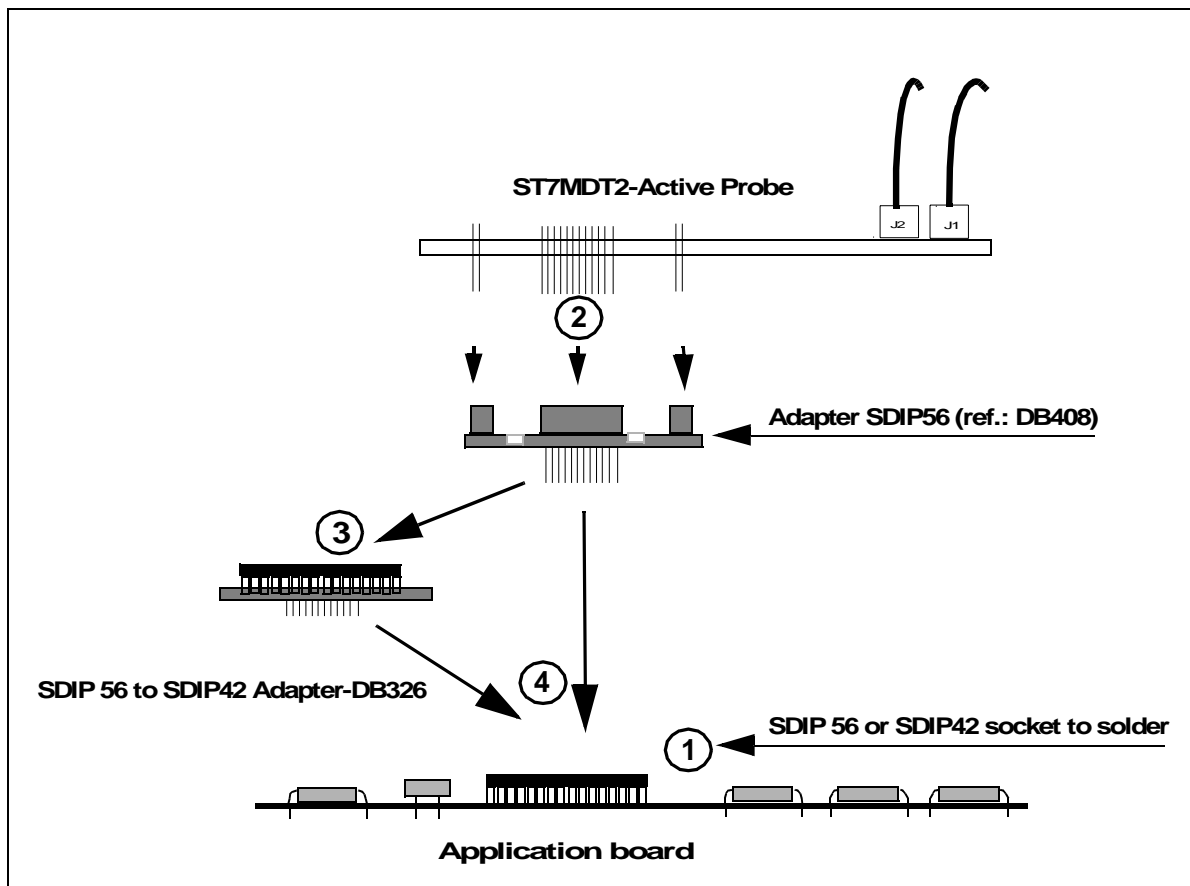 J2
J1
ST7MDT2-Active Probe
2
Adapter SDIP56 (ref.: DB408)
3
SDIP 56 to SDIP42 Adapter-DB326
4
SDIP 56 or SDIP42 socket to solder
1
Application board